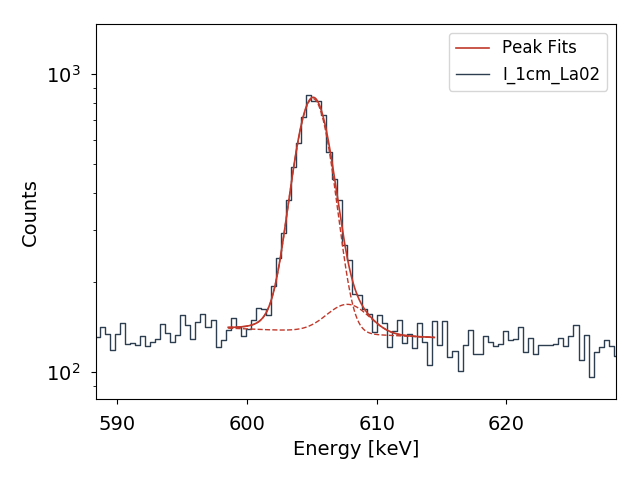 Peak Fits
I_1cm_La02
10³
10²
Counts
590 600 610 620
Energy [keV]